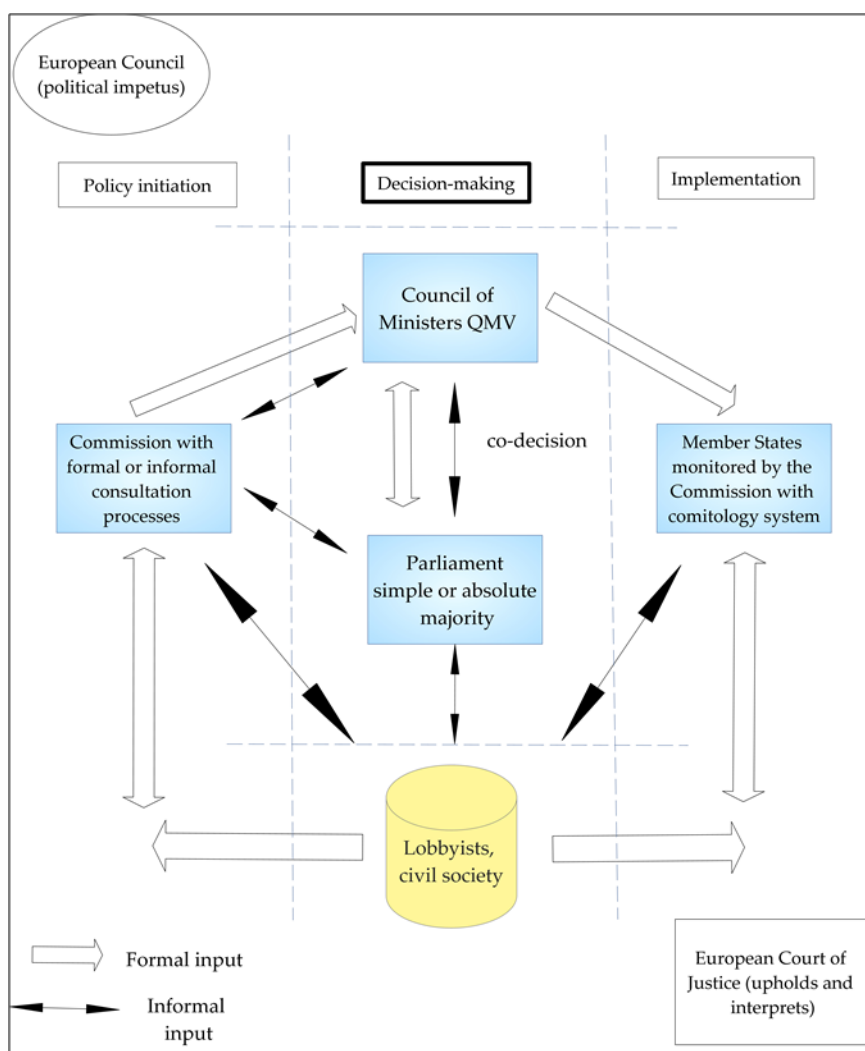 European Council
(political impetus)
Policy initiation
Decision-making
Implementation
Council of
Ministers QMV
Commission with
formal or informal
consultation
processes
co-decision
Member States
monitored by the
Commission with
comitology system
Parliament
simple or absolute
majority
Lobbyists,
civil society
Formal input
Informal
input
European Court of
Justice (upholds and
interprets)